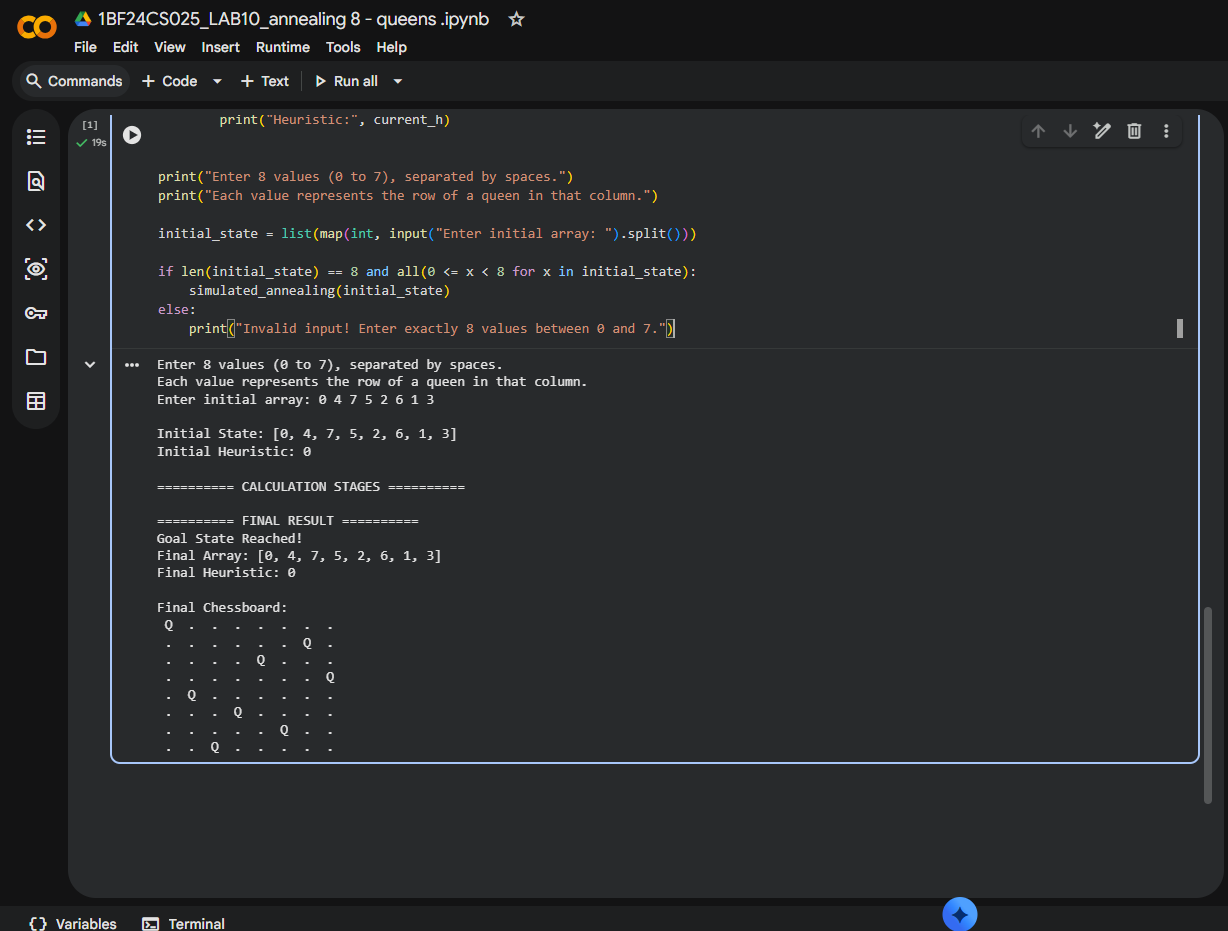 1BF24CS025_LAB10_annealing 8 - queens .ipynb
File Edit View Insert Runtime Tools Help
Commands + Code + Text Run all
[1]
19s
print("Heuristic:", current_h)
print("Enter 8 values (0 to 7), separated by spaces.")
print("Each value represents the row of a queen in that column.")
initial_state = list(map(int, input("Enter initial array: ").split()))
if len(initial_state) == 8 and all(0 <= x < 8 for x in initial_state):
simulated_annealing(initial_state)
else:
print("Invalid input! Enter exactly 8 values between 0 and 7.")
Enter 8 values (0 to 7), separated by spaces.
Each value represents the row of a queen in that column.
Enter initial array: 0 4 7 5 2 6 1 3
Initial State: [0, 4, 7, 5, 2, 6, 1, 3]
Initial Heuristic: 0
========== CALCULATION STAGES ==========
========== FINAL RESULT ==========
Goal State Reached!
Final Array: [0, 4, 7, 5, 2, 6, 1, 3]
Final Heuristic: 0
Final Chessboard:
Q . . . . . . .
. . . . . . Q .
. . . . Q . . .
. . . . . . . Q
. Q . . . . . .
. . . Q . . . .
. . . . . Q . .
. . Q . . . . .
{} Variables Terminal